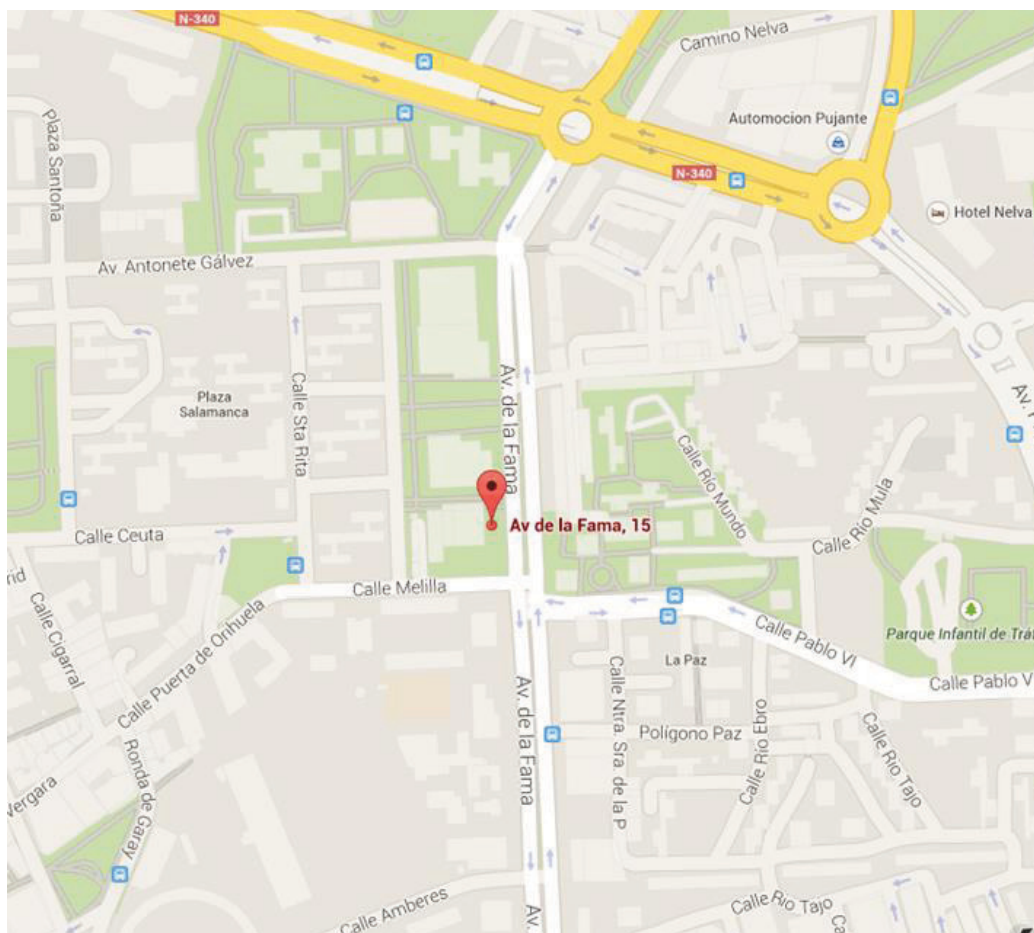 N-340
Camino Nelva
Automocion Pujante
Plaza Santoña
N-340
Hotel Nelva
Av. Antonete Gálvez
Av. de la Fama
Plaza
Salamanca
Calle Sta Rita
Av.
Calle Río Mundo
Calle Río Mula
Av de la Fama, 15
Calle Ceuta
Calle Melilla
Calle Cigarral
Calle Puerta de Orihuela
Calle Pablo VI
Parque Infantil de Trá
La Paz
Calle Pablo V
Av. de la Fama
Calle Ntra. Sra. de la P
Polígono Paz
Calle Río Ebro
Calle Río Tajo
Ronda de Garay
Vergara
Calle Amberes
Av.
Calle Río Tajo